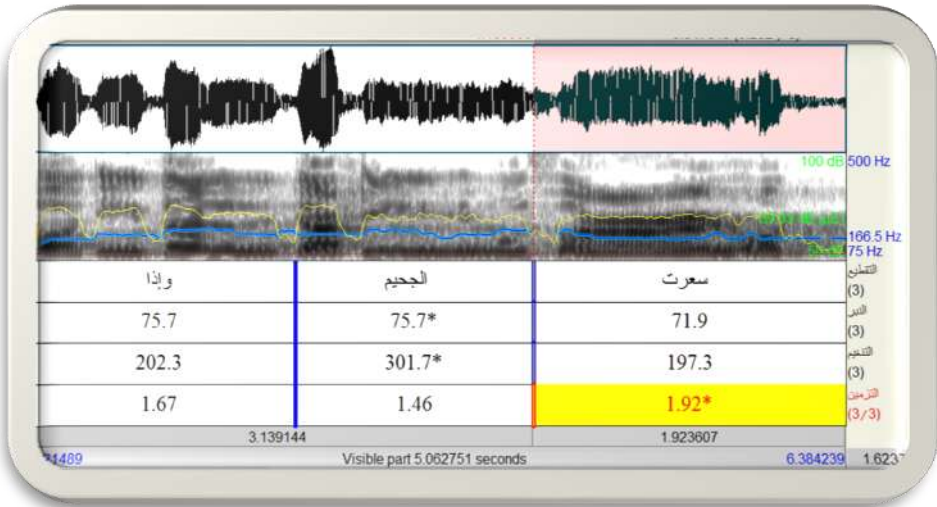 100 dB 500 Hz
166.5 Hz
75 Hz
وإذا الجحيم سعرت التقطيع (3)
75.7 75.7* 71.9 النبر (3)
202.3 301.7* 197.3 التنغيم (3)
1.67 1.46 1.92* التزمين (3/3)
3.139144 1.923607
Visible part 5.062751 seconds 6.384239